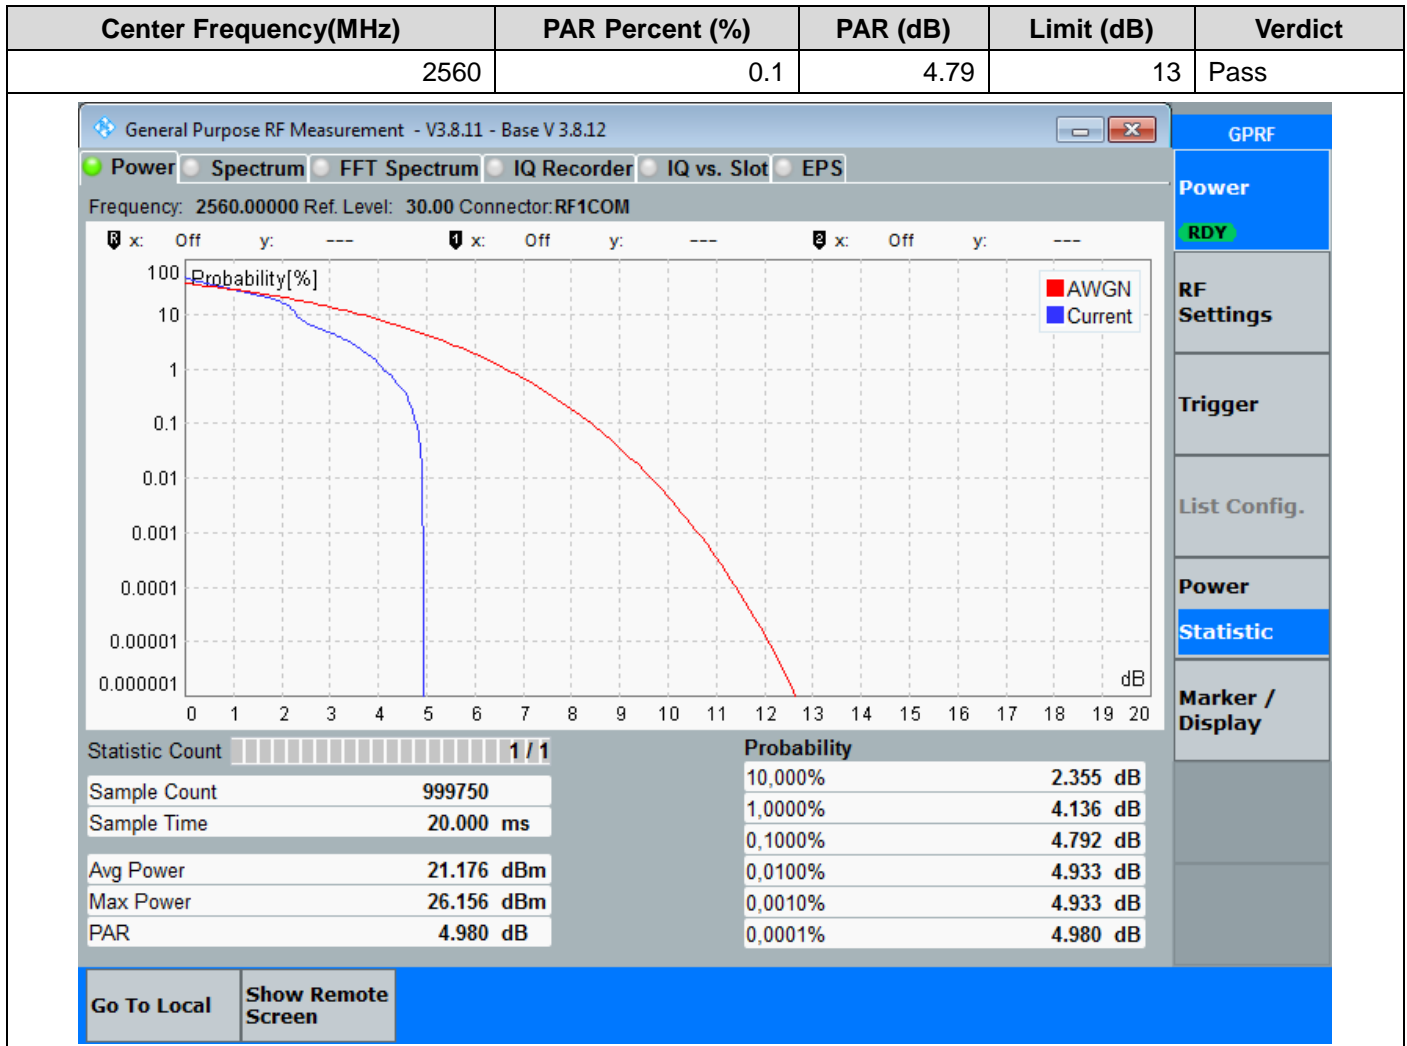 Center Frequency(MHz) PAR Percent (%) PAR (dB) Limit (dB) Verdict
2560 0.1 4.79 13 Pass
General Purpose RF Measurement - V3.8.11 - Base V 3.8.12
GPRF
Power Spectrum FFT Spectrum IQ Recorder IQ vs. Slot EPS
Frequency: 2560.00000 Ref. Level: 30.00 Connector:RF1COM
R x: Off y: --- 1 x: Off y: --- 2 x: Off y: ---
Probability[%]
AWGN
Current
100
10
1
0.1
0.01
0.001
0.0001
0.00001
0.000001
dB
0 1 2 3 4 5 6 7 8 9 10 11 12 13 14 15 16 17 18 19 20
Statistic Count 1 / 1
Sample Count 999750
Sample Time 20.000 ms
Avg Power 21.176 dBm
Max Power 26.156 dBm
PAR 4.980 dB
Probability
10,000% 2.355 dB
1,0000% 4.136 dB
0,1000% 4.792 dB
0,0100% 4.933 dB
0,0010% 4.933 dB
0,0001% 4.980 dB
Power
RDY
RF
Settings
Trigger
List Config.
Power
Statistic
Marker /
Display
Go To Local
Show Remote
Screen